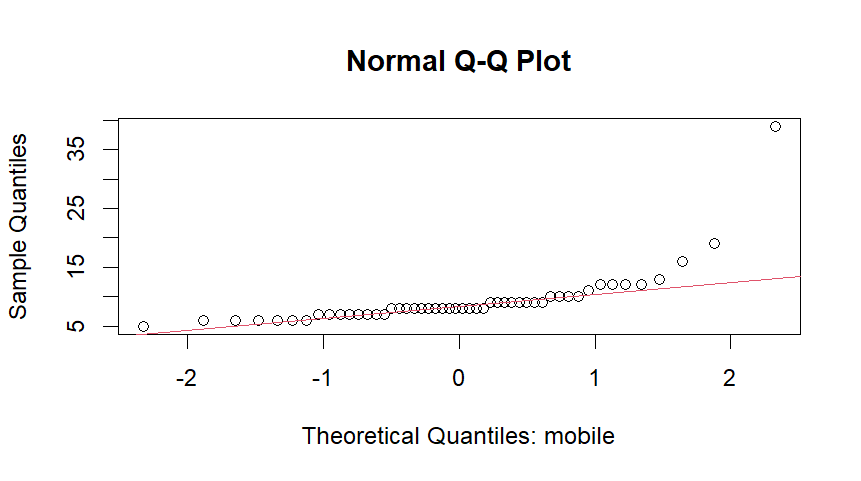 Normal Q-Q Plot
Sample Quantiles
35
25
15
5
-2 -1 0 1 2
Theoretical Quantiles: mobile